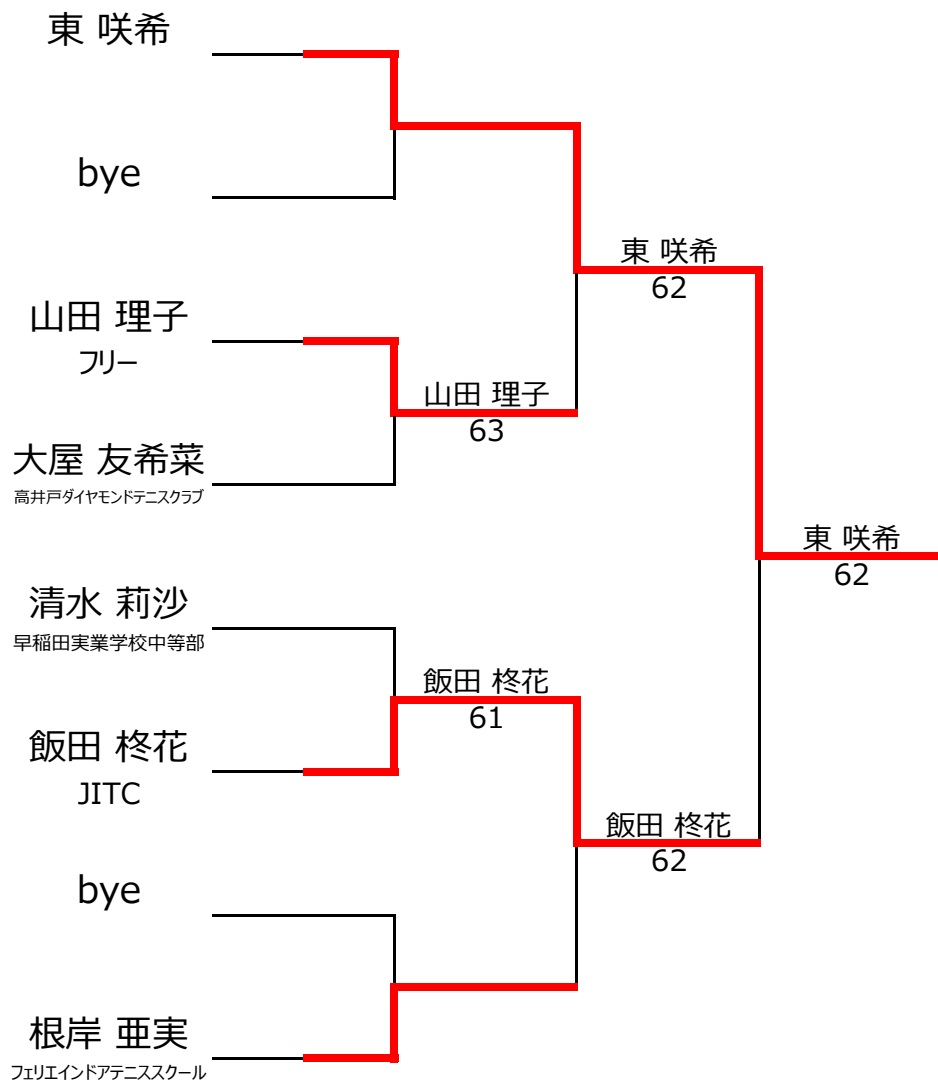 東 咲希
bye
山田 理子
フリー
大屋 友希菜
高井戸ダイヤモンドテニスクラブ
清水 莉沙
早稲田実業学校中等部
飯田 柊花
JITC
bye
根岸 亜実
フェリエインドアテニススクール
山田 理子
63
飯田 柊花
61
東 咲希
62
飯田 柊花
62
東 咲希
62